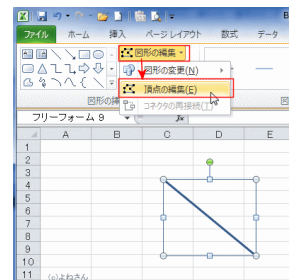 ファイル ホーム 挿入 ページレイアウト 数式 データ
図形の編集
図形の変更(N)
頂点の編集(E)
コネクタの再接続(T)
図形の
フリーフォーム 9 fx
A B C D E
1
2
3
4
5
6
7
8
9
10
11 (c)よねさん